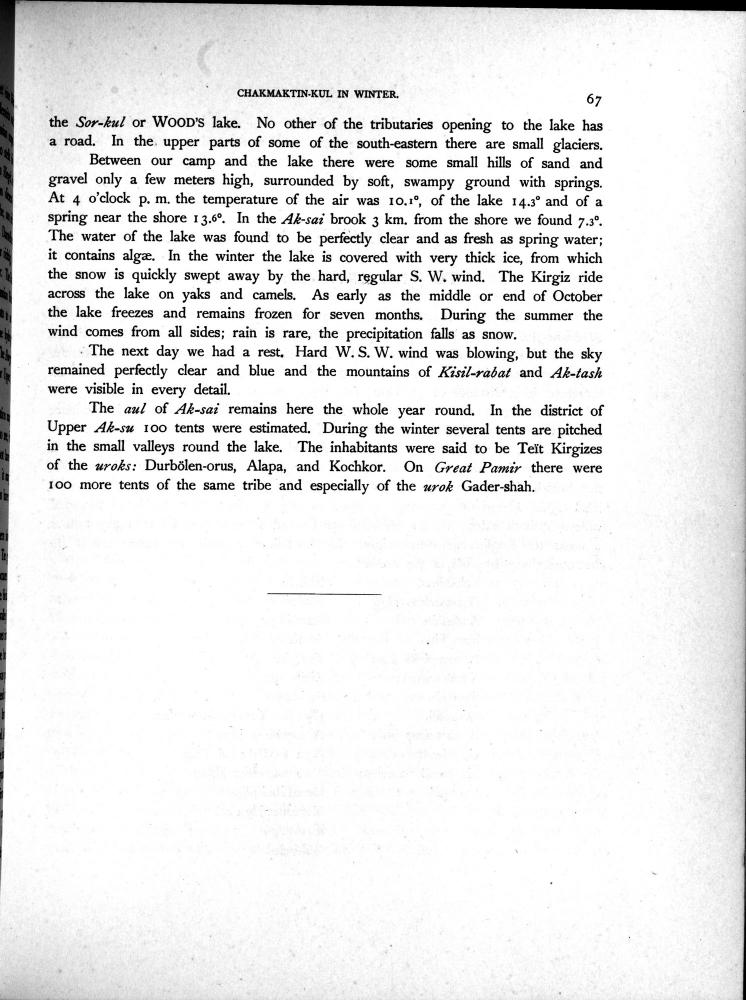 CHAKMAKTIN-KUL IN WINTER.
67
the Sor-kul or WOOD'S lake. No other of the tributaries opening to the lake has
a road. In the upper parts of some of the south-eastern there are small glaciers.
Between our camp and the lake there were some small hills of sand and
gravel only a few meters high, surrounded by soft, swampy ground with springs.
At 4 o'clock p. m. the temperature of the air was 10.1°, of the lake 14.3° and of a
spring near the shore 13.6°. In the Ak-sai brook 3 km. from the shore we found 7.3°.
The water of the lake was found to be perfectly clear and as fresh as spring water;
it contains algæ. In the winter the lake is covered with very thick ice, from which
the snow is quickly swept away by the hard, regular S. W. wind. The Kirgiz ride
across the lake on yaks and camels. As early as the middle or end of October
the lake freezes and remains frozen for seven months. During the summer the
wind comes from all sides; rain is rare, the precipitation falls as snow.
The next day we had a rest. Hard W. S. W. wind was blowing, but the sky
remained perfectly clear and blue and the mountains of Kisil-rabat and Ak-tash
were visible in every detail.
The aul of Ak-sai remains here the whole year round. In the district of
Upper Ak-su 100 tents were estimated. During the winter several tents are pitched
in the small valleys round the lake. The inhabitants were said to be Teït Kirgizes
of the uroks: Durbölen-orus, Alapa, and Kochkor. On Great Pamir there were
100 more tents of the same tribe and especially of the urok Gader-shah.